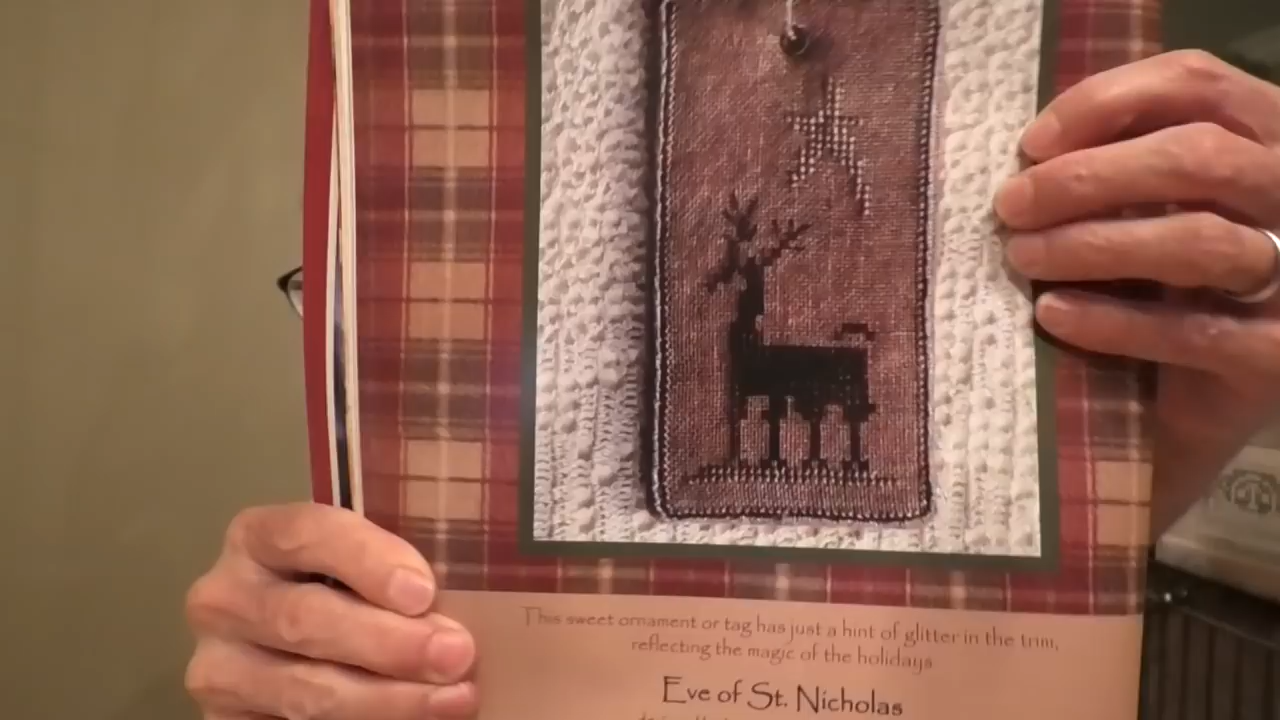 This sweet ornament or tag has just a hint of glitter in the trim,
reflecting the magic of the holidays
Eve of St. Nicholas